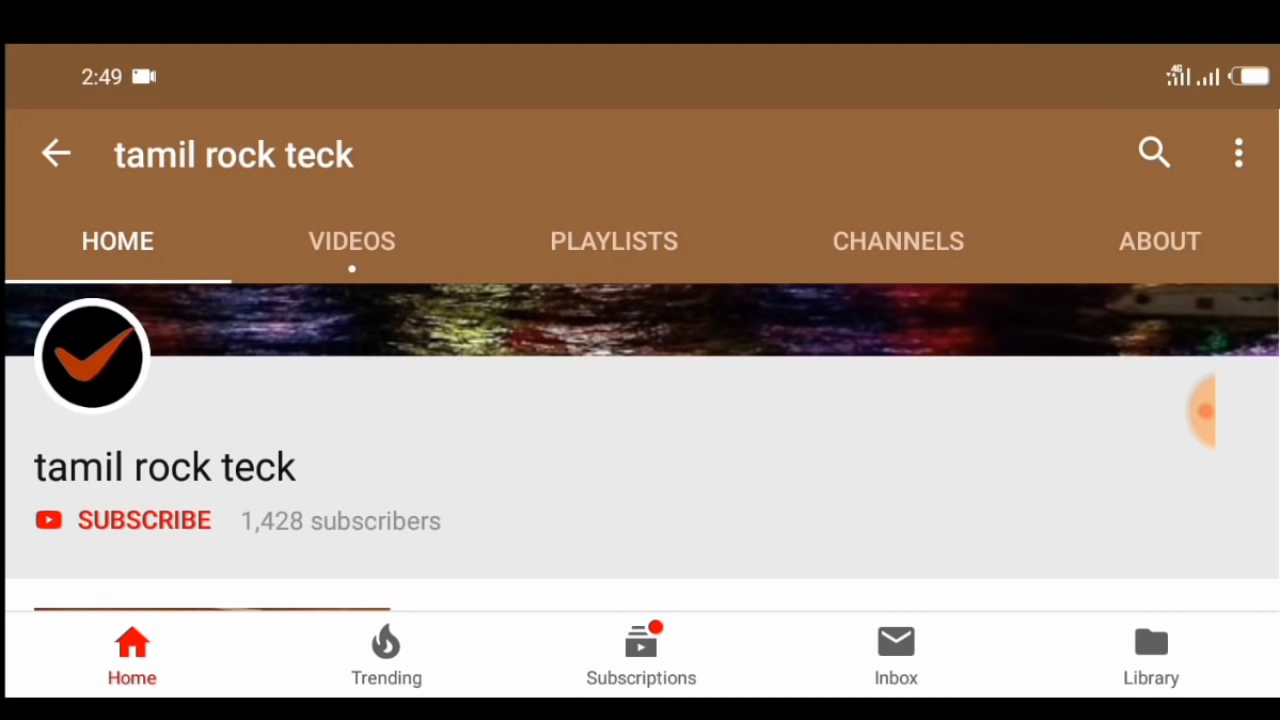 2:49
4G
tamil rock teck
HOME VIDEOS PLAYLISTS CHANNELS ABOUT
tamil rock teck
SUBSCRIBE 1,428 subscribers
Home Trending Subscriptions Inbox Library